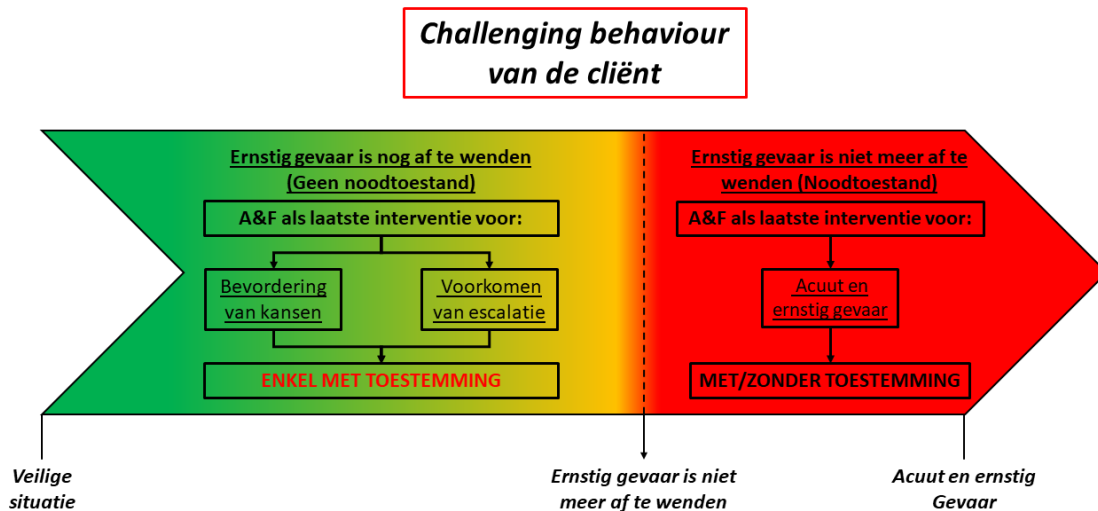 Challenging behaviour
van de cliënt
Ernstig gevaar is nog af te wenden
(Geen noodtoestand)
A&F als laatste interventie voor:
Bevordering
van kansen
Voorkomen
van escalatie
ENKEL MET TOESTEMMING
Ernstig gevaar is niet meer af te
wenden (Noodtoestand)
A&F als laatste interventie voor:
Acuut en
ernstig gevaar
MET/ZONDER TOESTEMMING
Veilige
situatie
Ernstig gevaar is niet
meer af te wenden
Acuut en ernstig
Gevaar